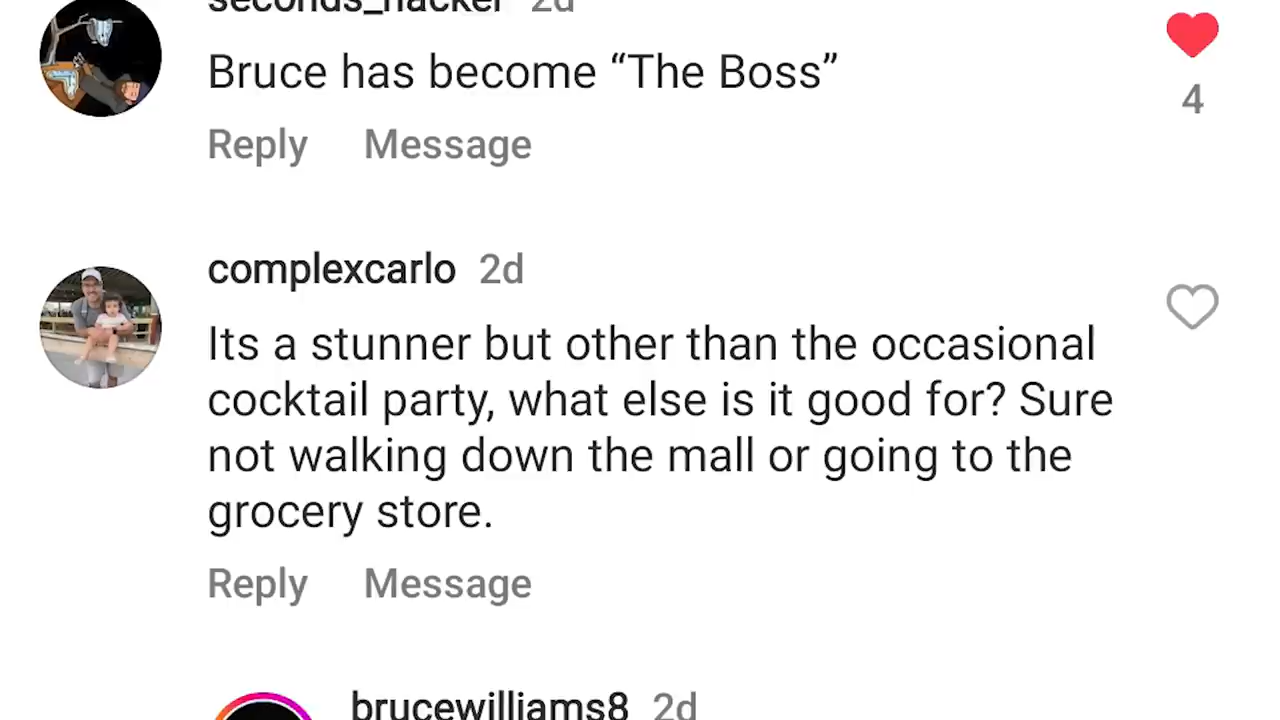 seconds_hacker 2d
Bruce has become “The Boss”
4
Reply Message
complexcarlo 2d
Its a stunner but other than the occasional
cocktail party, what else is it good for? Sure
not walking down the mall or going to the
grocery store.
Reply Message
brucewilliams8 2d